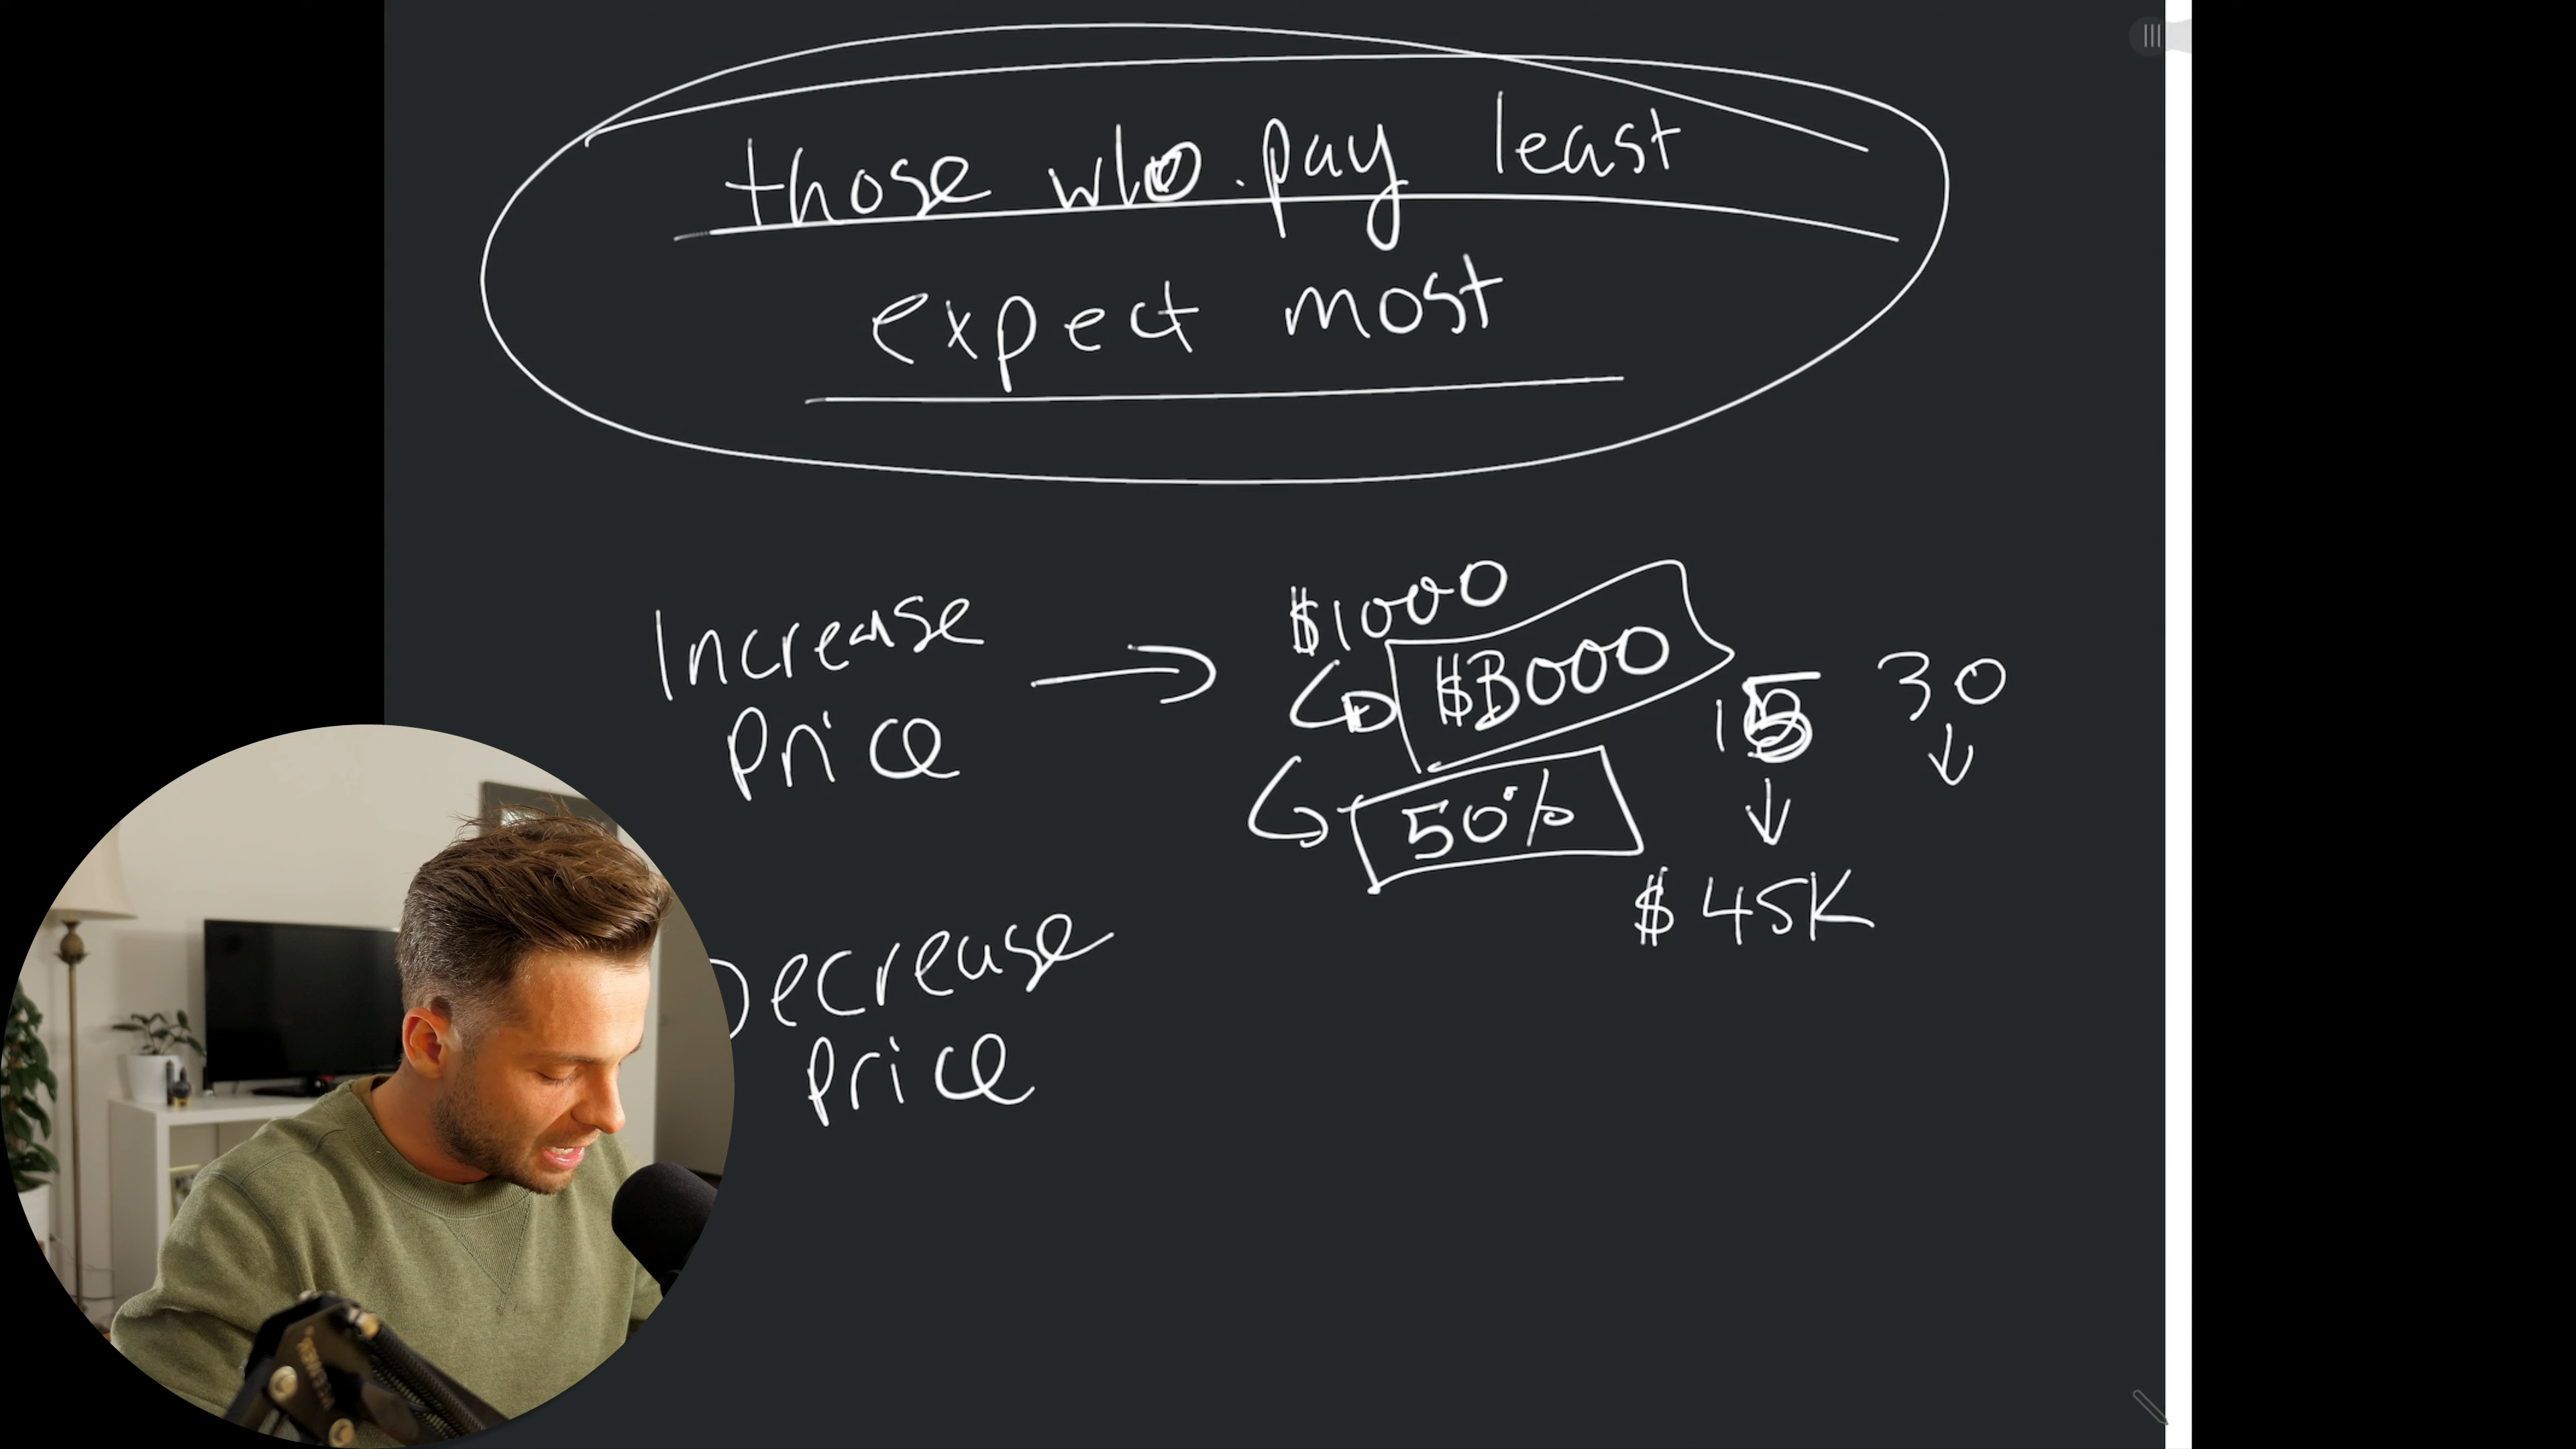 those who pay least
expect most
Increase
Price
$1000
$3000
50%
15
30
$ 45K
Decrease
Price